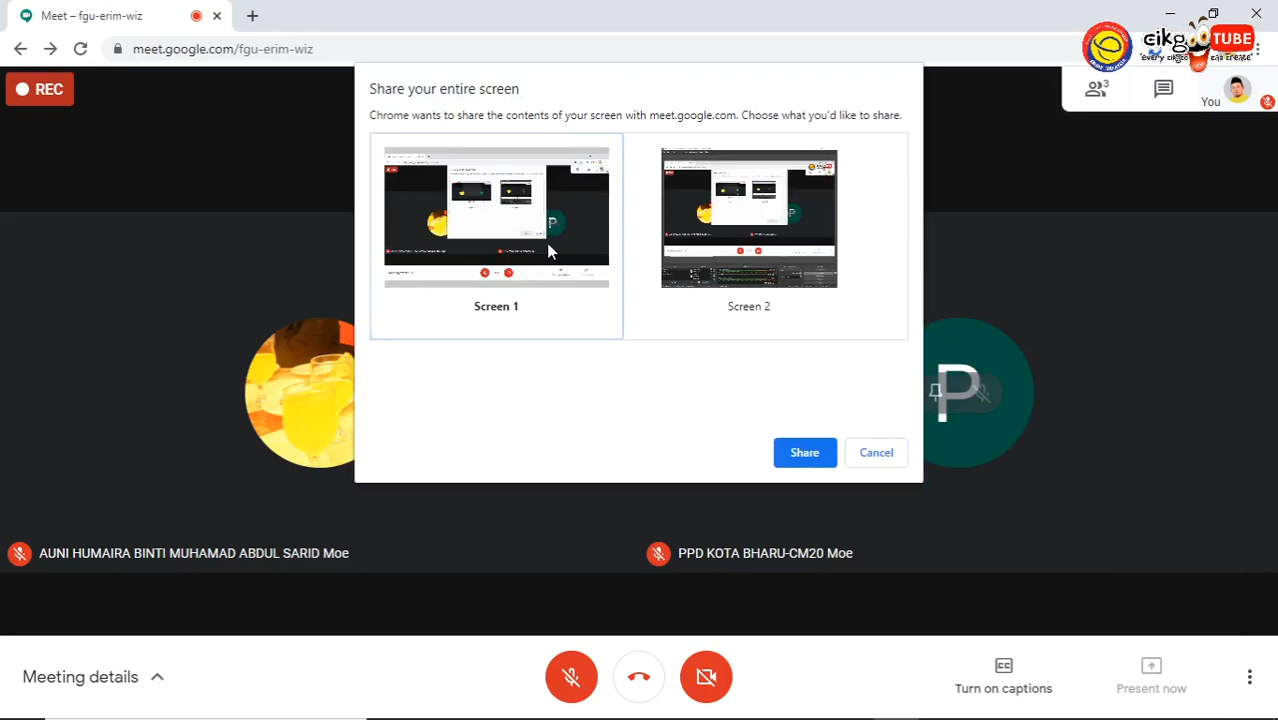 Meet – fgu-erim-wiz
meet.google.com/fgu-erim-wiz
cikgoo TUBE
"every cikgoo can create"
REC
3
You
Share your entire screen
Chrome wants to share the contents of your screen with meet.google.com. Choose what you'd like to share.
Screen 1
Screen 2
P
Share
Cancel
AUNI HUMAIRA BINTI MUHAMAD ABDUL SARID Moe
PPD KOTA BHARU-CM20 Moe
Meeting details
CC
Turn on captions
Present now